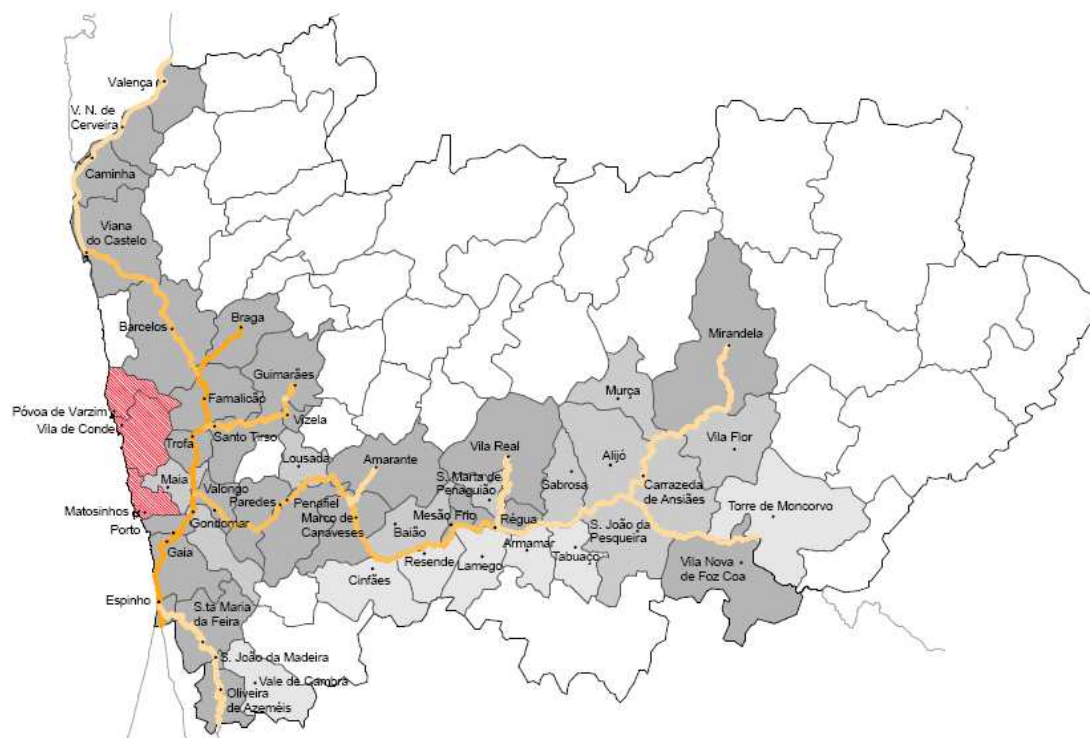 Valença
V. N. de
Cerveira
Caminha
Viana
do Castelo
Barcelos
Braga
Guimarães
Famalicão
Póvoa de Varzim
Vila de Conde
Vizela
Trofa
Santo Tirso
Mirandela
Murça
Vila Flor
Lousada
Amarante
Vila Real
Alijó
Maia
Valongo
Paredes
Penafiel
S. Marta de
Penaguião
Sabrosa
Carrazeda
de Ansiães
Matosinhos
Porto
Gondomar
Marco de
Canaveses
Mesão Frio
Baião
Régua
Torre de Moncorvo
S. João da
Pesqueira
Gaia
Cinfães
Resende
Lamego
Armamar
Tabuaço
Vila Nova
de Foz Coa
Espinho
S.ta Maria
da Feira
S. João da Madeira
Vale de Cambra
Oliveira
de Azeméis